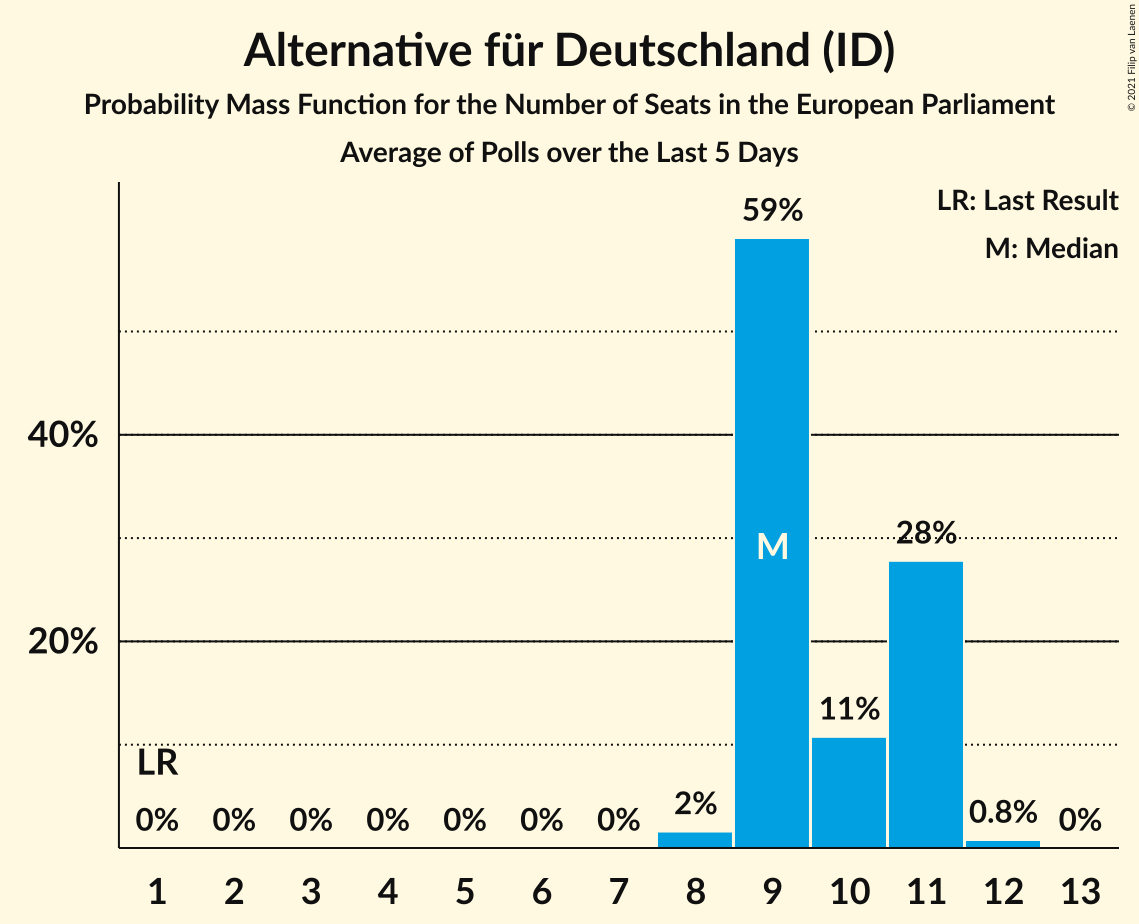 Alternative für Deutschland (ID)
Probability Mass Function for the Number of Seats in the European Parliament
Average of Polls over the Last 5 Days
© 2021 Filip van Laenen
LR: Last Result
M: Median
59%
40%
M
28%
20%
11%
LR
0% 0% 0% 0% 0% 0% 0% 2% 0.8% 0%
1 2 3 4 5 6 7 8 9 10 11 12 13